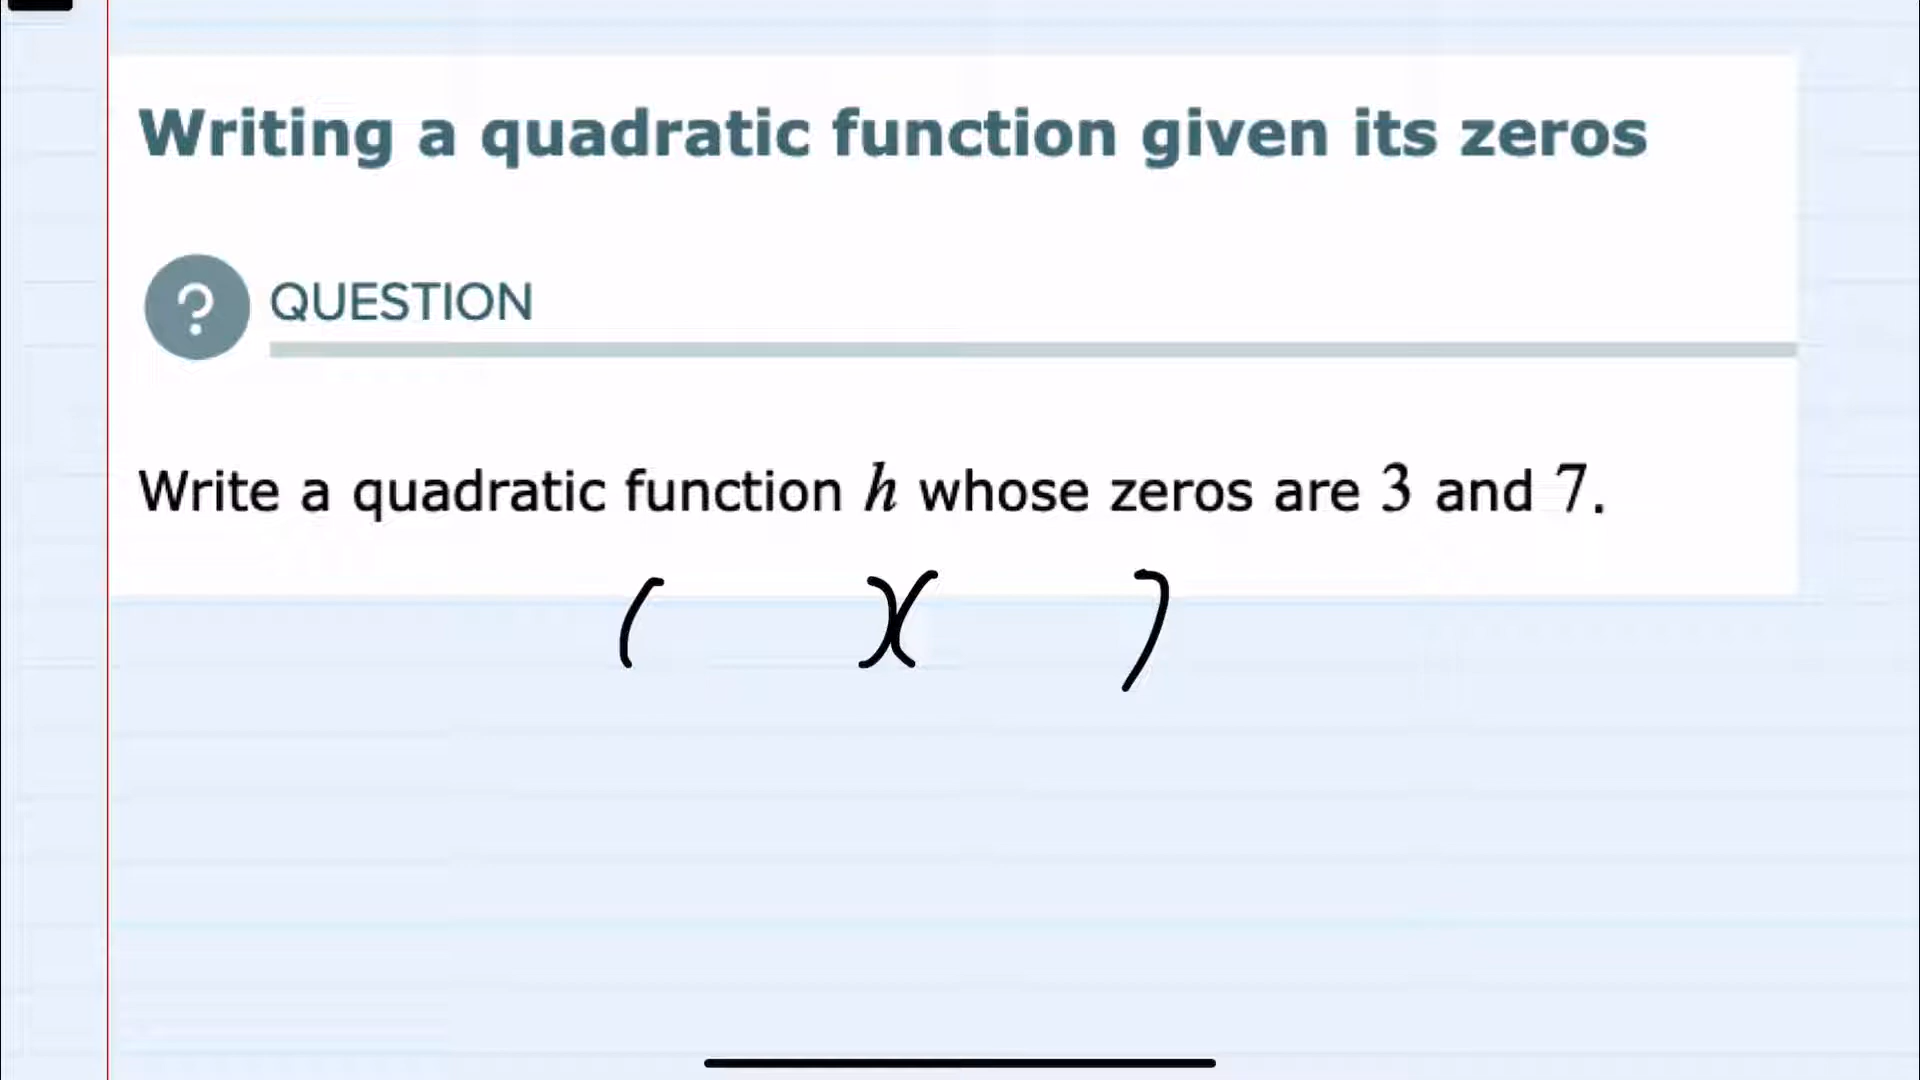 Writing a quadratic function given its zeros
?
QUESTION
Write a quadratic function h whose zeros are 3 and 7.
( )( )